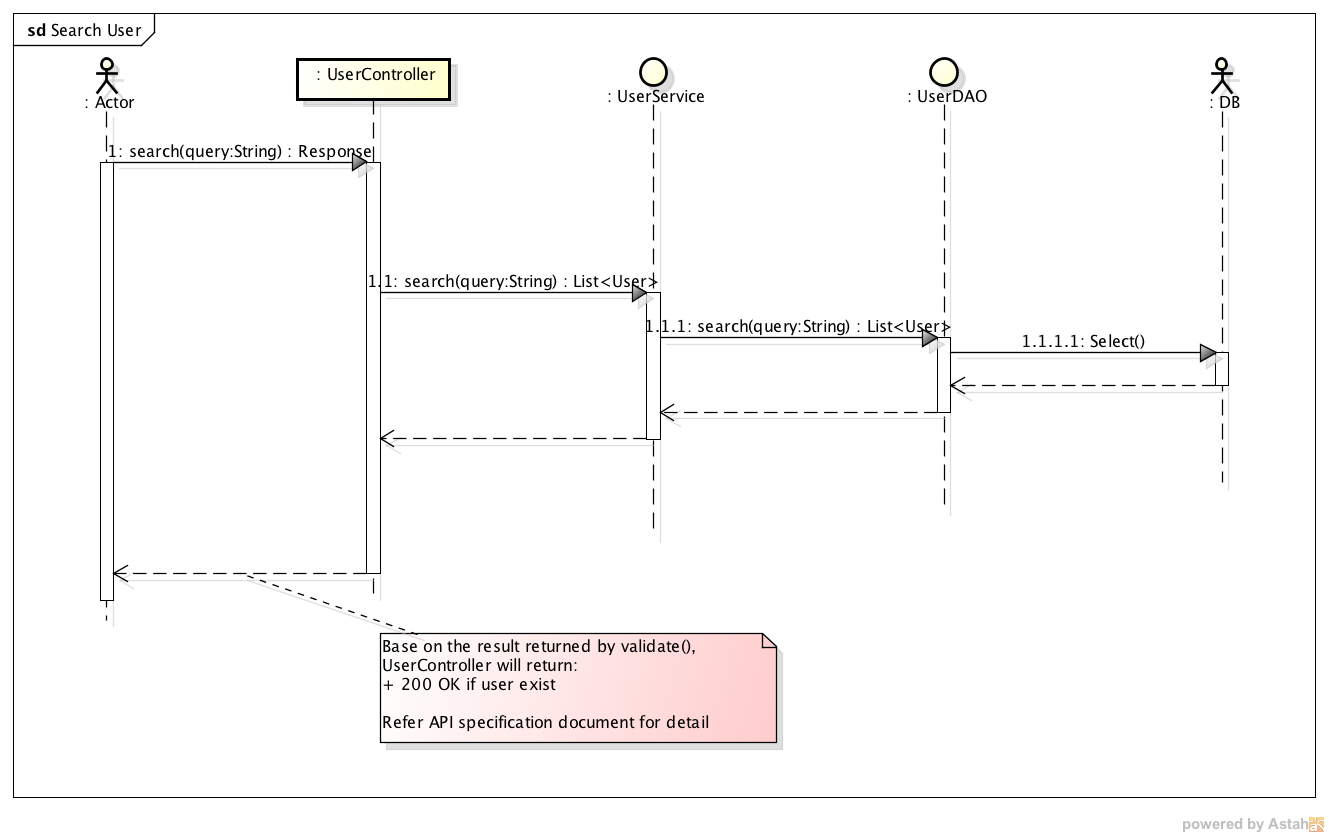 sd Search User
: Actor
: UserController
: UserService
: UserDAO
: DB
1: search(query:String) : Response
1.1: search(query:String) : List<User>
1.1.1: search(query:String) : List<User>
1.1.1.1: Select()
Base on the result returned by validate(),
UserController will return:
+ 200 OK if user exist
Refer API specification document for detail
powered by Astah